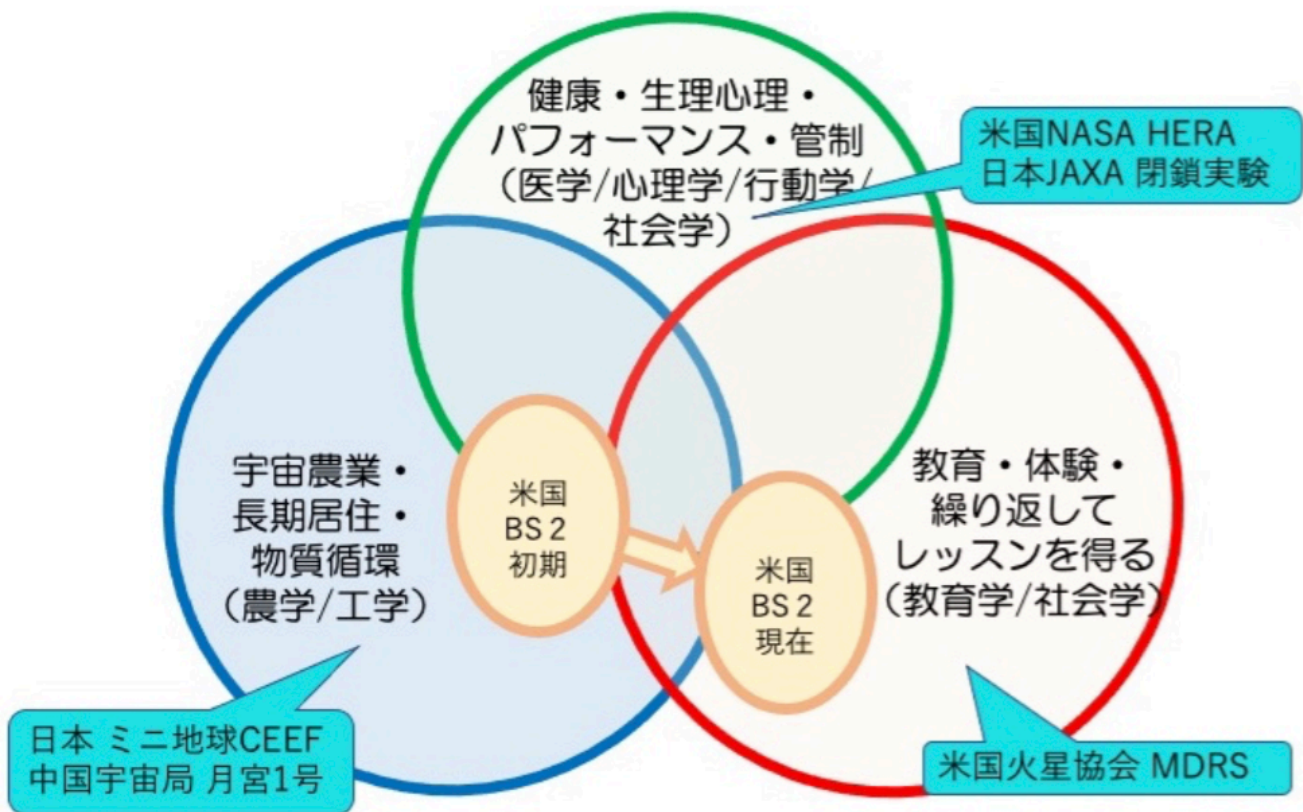 健康・生理心理・
パフォーマンス・管制
（医学/心理学/行動学/
社会学）
米国NASA HERA
日本JAXA 閉鎖実験
宇宙農業・
長期居住・
物質循環
（農学/工学）
米国
BS 2
初期
米国
BS 2
現在
教育・体験・
繰り返して
レッスンを得る
（教育学/社会学）
日本 ミニ地球CEEF
中国宇宙局 月宮1号
米国火星協会 MDRS